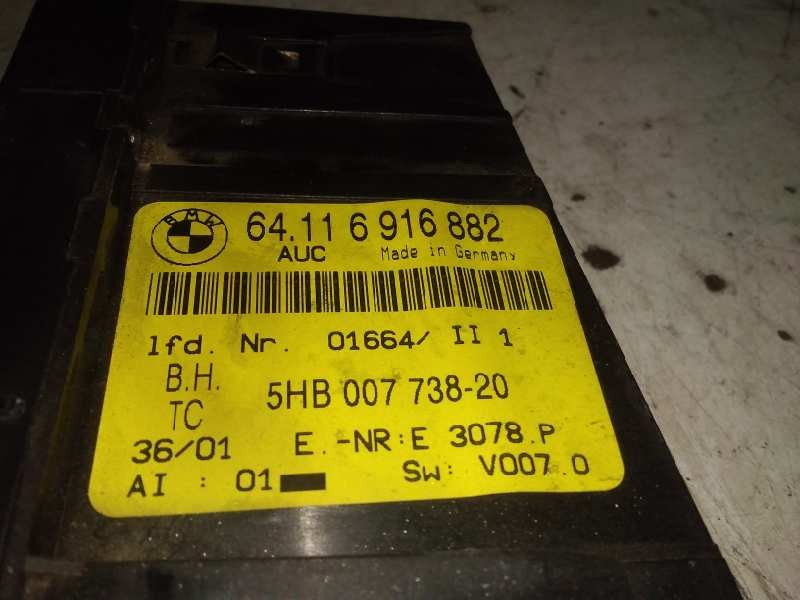 BMW
64.11 6 916 882
AUC Made in Germany
lfd. Nr. 01664/ II 1
B.H.
TC 5HB 007 738-20
36/01 E.-NR:E 3078.P
AI : 01 SW: V007.0